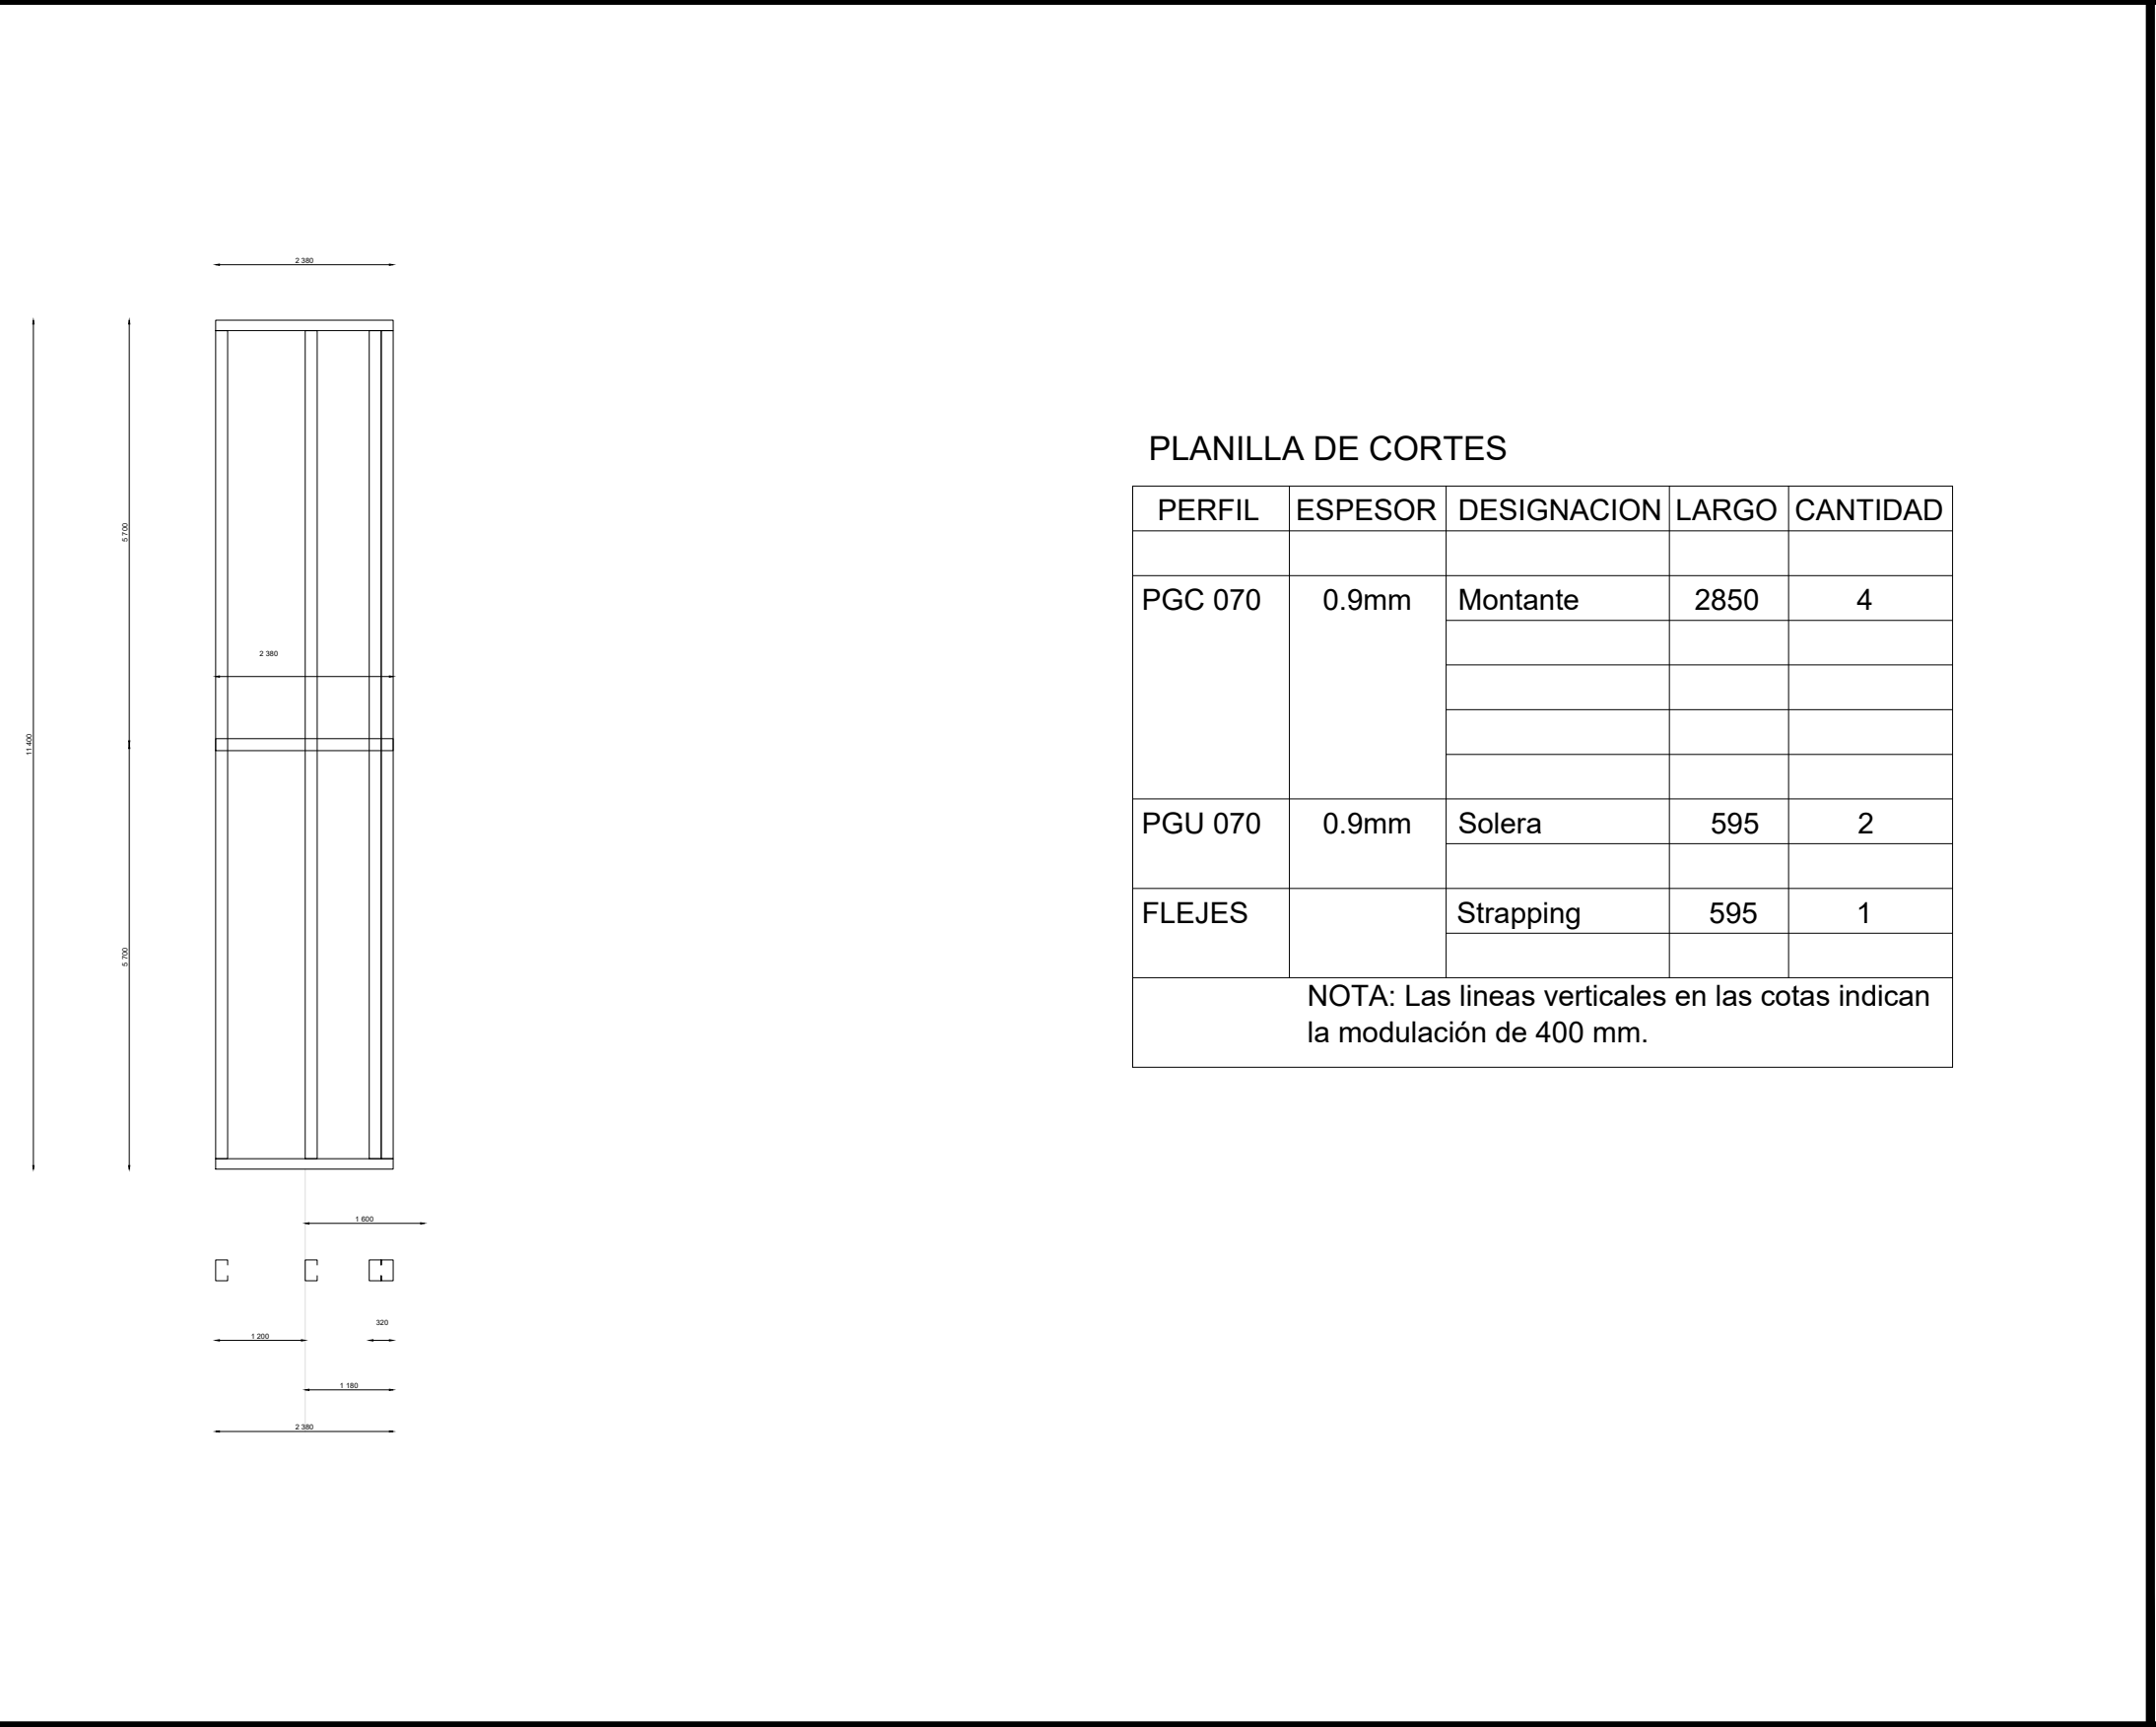 2 380
11 400
5 700
2 380
5 700
1 600
320
1 200
1 180
2 380
PLANILLA DE CORTES
PERFIL ESPESOR DESIGNACION LARGO CANTIDAD
PGC 070 0.9mm Montante 2850 4
PGU 070 0.9mm Solera 595 2
FLEJES Strapping 595 1
NOTA: Las lineas verticales en las cotas indican
la modulación de 400 mm.